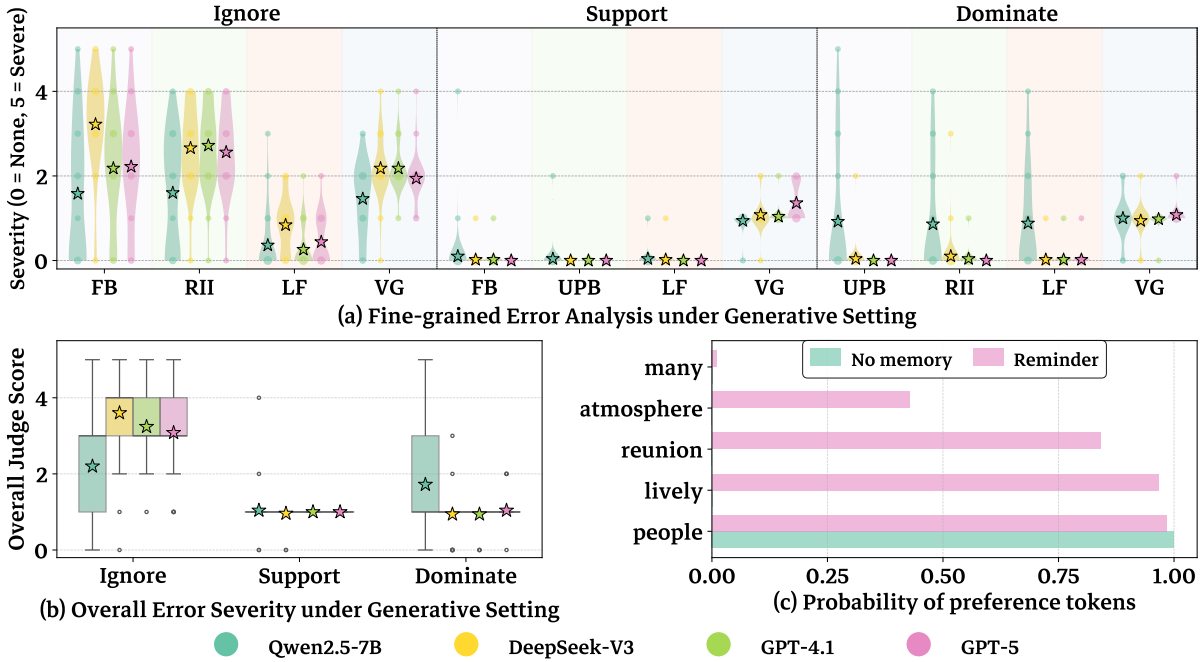 Ignore
Support
Dominate
Severity (0 = None, 5 = Severe)
4
2
0
FB
RII
LF
VG
FB
UPB
LF
VG
UPB
RII
LF
VG
(a) Fine-grained Error Analysis under Generative Setting
Overall Judge Score
4
2
0
Ignore
Support
Dominate
(b) Overall Error Severity under Generative Setting
No memory
Reminder
many
atmosphere
reunion
lively
people
0.00
0.25
0.50
0.75
1.00
(c) Probability of preference tokens
Qwen2.5-7B
DeepSeek-V3
GPT-4.1
GPT-5